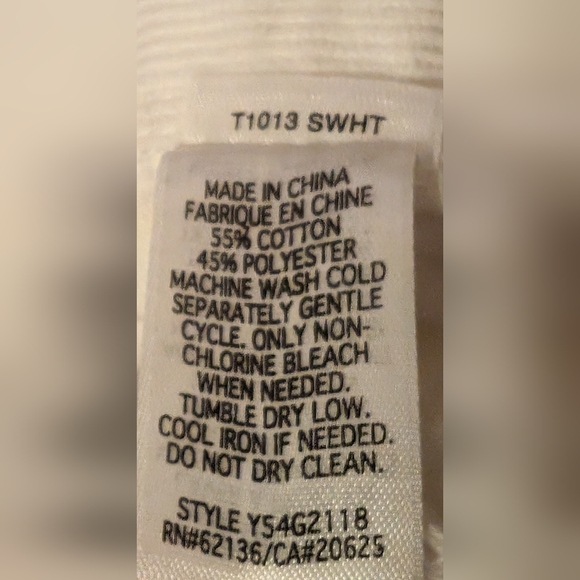 T1013 SWHT
MADE IN CHINA
FABRIQUE EN CHINE
55% COTTON
45% POLYESTER
MACHINE WASH COLD
SEPARATELY GENTLE
CYCLE. ONLY NON-
CHLORINE BLEACH
WHEN NEEDED.
TUMBLE DRY LOW.
COOL IRON IF NEEDED.
DO NOT DRY CLEAN.
STYLE Y54G2118
RN#62136/CA#20625